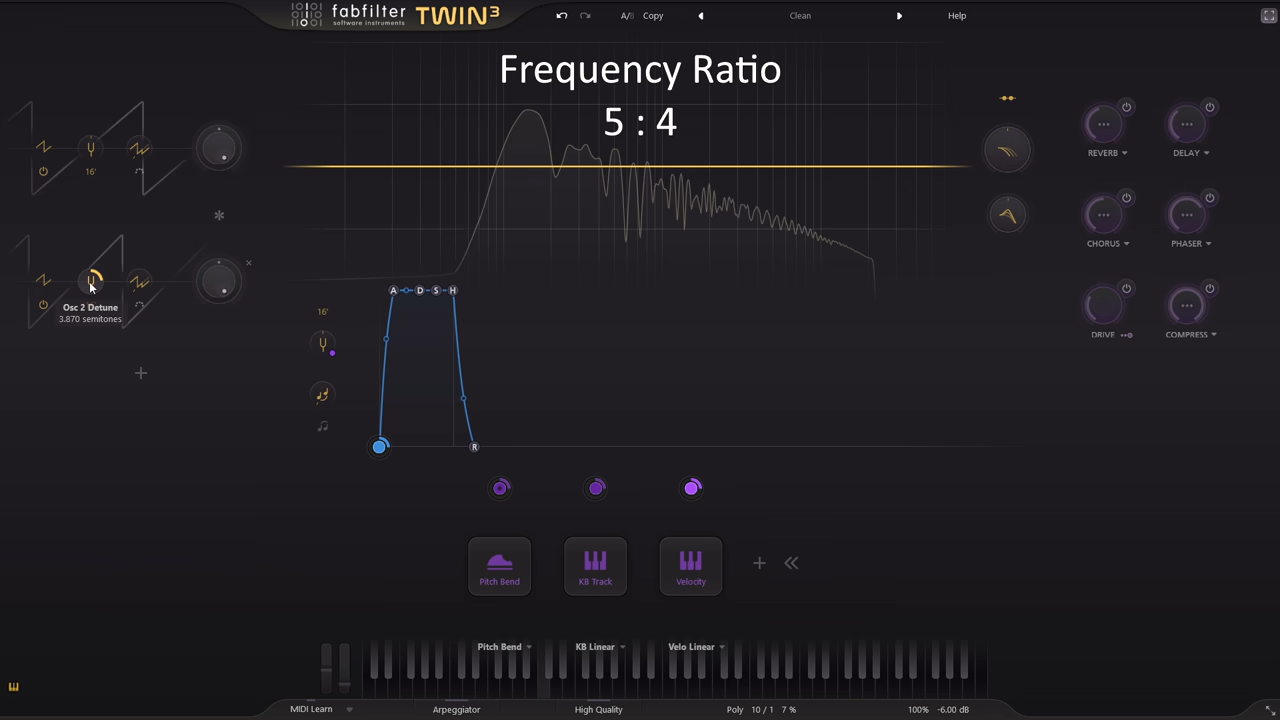 fabfilter
software instruments
TWIN3
A/B
Copy
Clean
Help
Frequency Ratio
5 : 4
16'
REVERB
DELAY
CHORUS
PHASER
Osc 2 Detune
3.870 semitones
A
D
S
H
16'
DRIVE
COMPRESS
R
Pitch Bend
KB Track
Velocity
Pitch Bend
KB Linear
Velo Linear
MIDI Learn
Arpeggiator
High Quality
Poly
10 / 1
7 %
100%
-6.00 dB